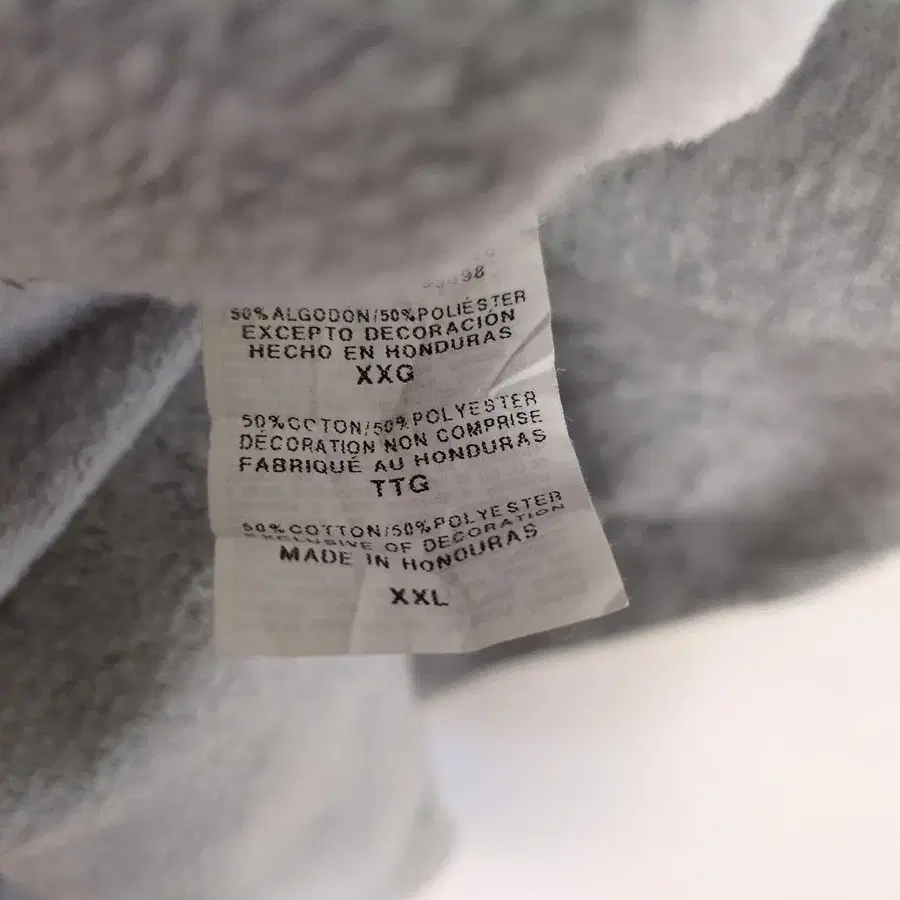 50%ALGODÓN/50%POLIÉSTER
EXCEPTO DECORACIÓN
HECHO EN HONDURAS
XXG
50%COTON/50%POLYESTER
DÉCORATION NON COMPRISE
FABRIQUÉ AU HONDURAS
TTG
50%COTTON/50%POLYESTER
EXCLUSIVE OF DECORATION
MADE IN HONDURAS
XXL